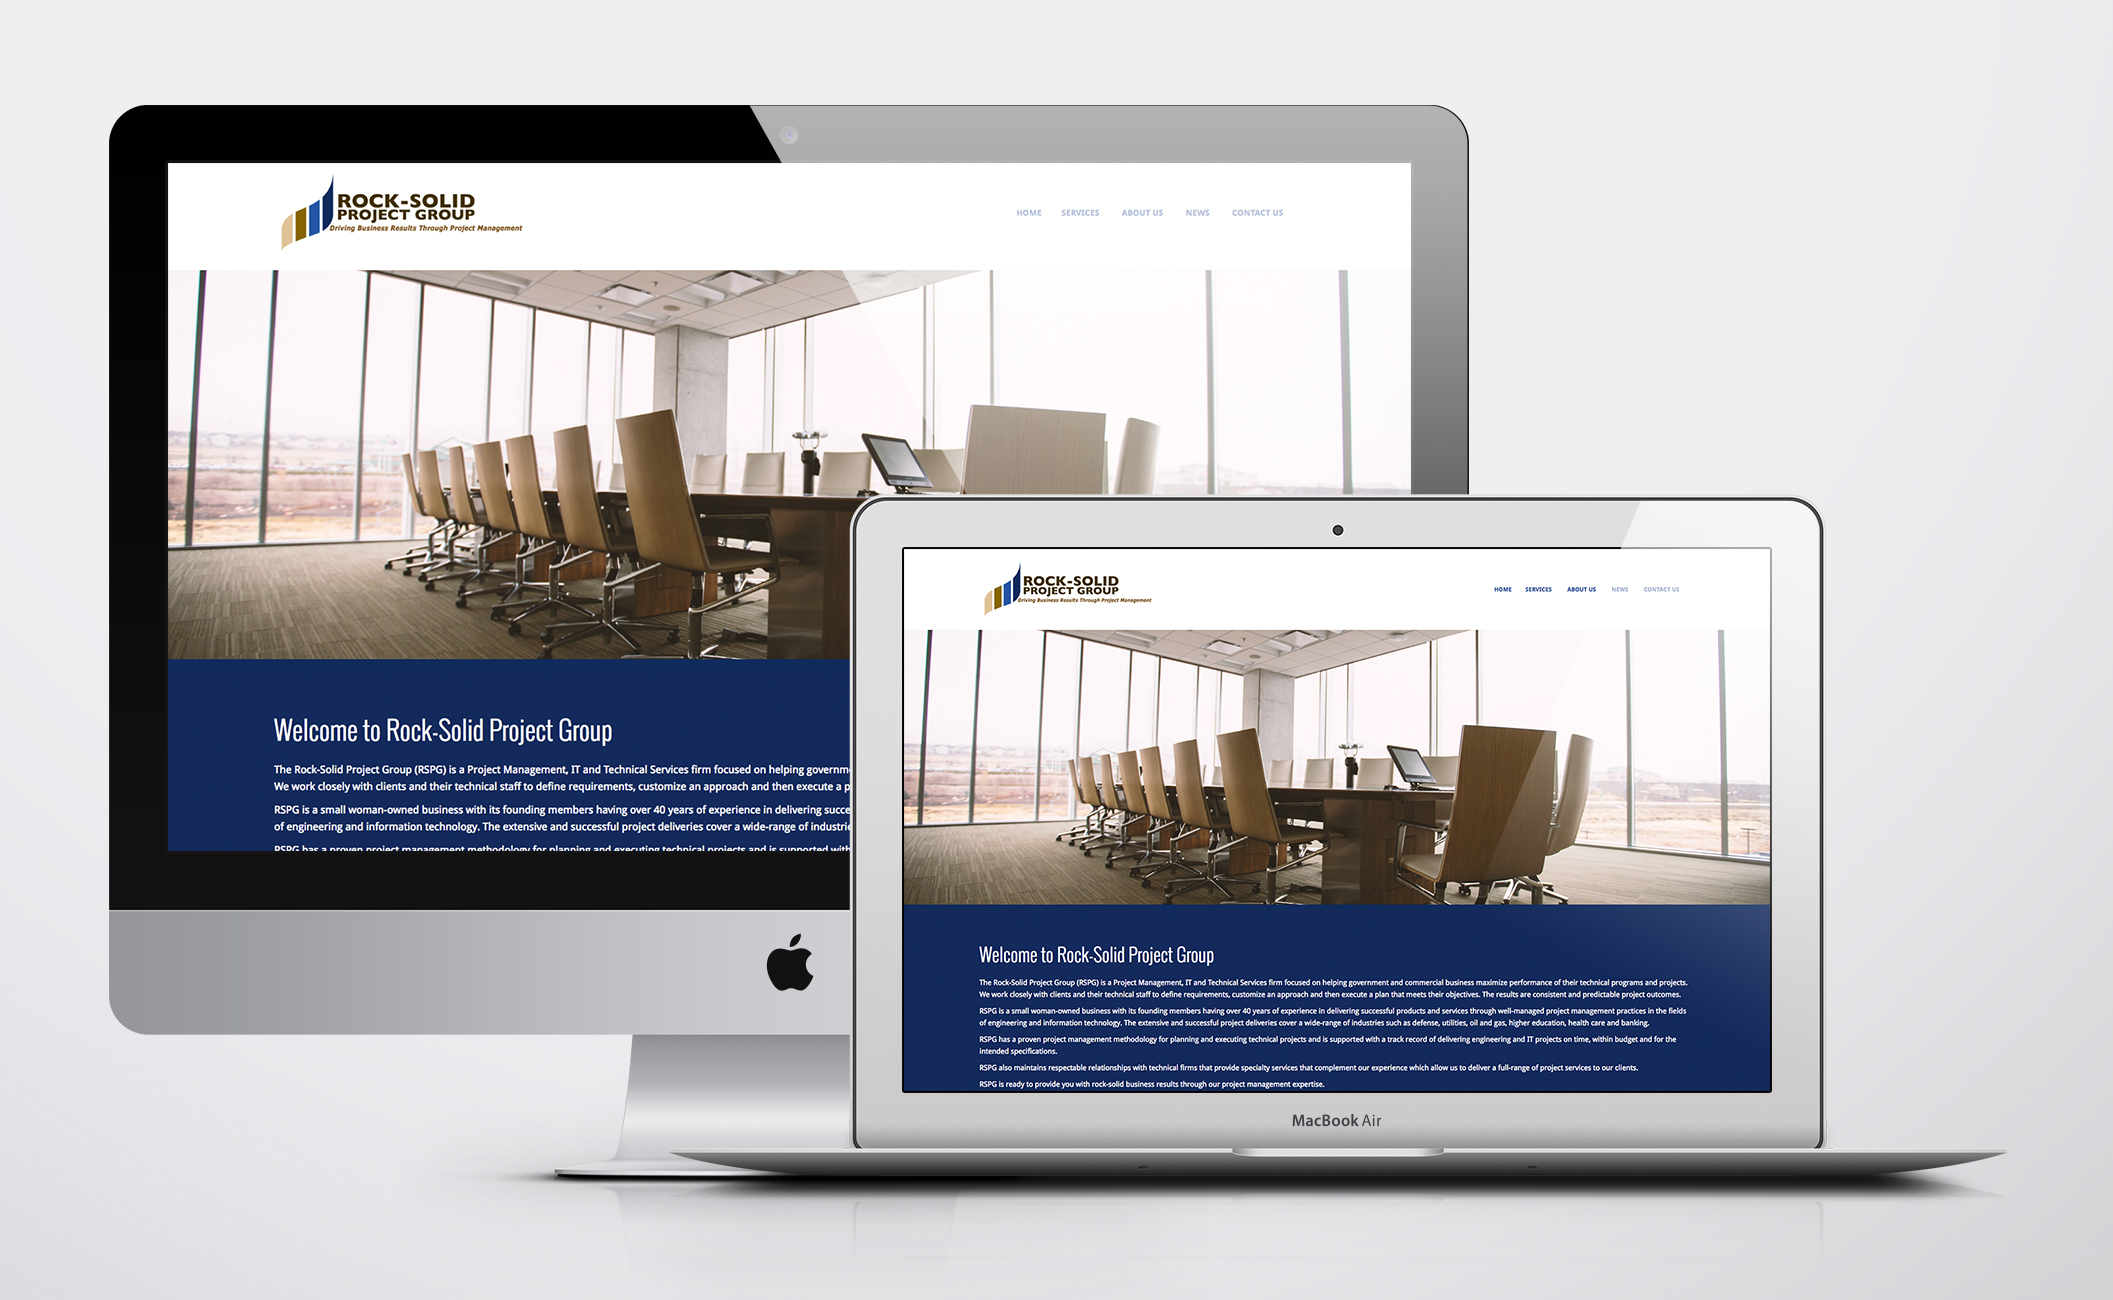 ROCK-SOLID
PROJECT GROUP
Driving Business Results Through Project Management
HOME SERVICES ABOUT US NEWS CONTACT US
Welcome to Rock-Solid Project Group
The Rock-Solid Project Group (RSPG) is a Project Management, IT and Technical Services firm focused on helping
We work closely with clients and their technical staff to define requirements, customize an approach and then execute a
RSPG is a small woman-owned business with its founding members having over 40 years of experience in delivering
of engineering and information technology. The extensive and successful project deliveries cover a wide-range of
RSPG has a proven project management methodology for planning and executing technical projects and is supported with
ROCK-SOLID
PROJECT GROUP
Driving Business Results Through Project Management
HOME SERVICES ABOUT US NEWS CONTACT US
Welcome to Rock-Solid Project Group
The Rock-Solid Project Group (RSPG) is a Project Management, IT and Technical Services firm focused on helping government and commercial business maximize performance of their technical programs and projects.
We work closely with clients and their technical staff to define requirements, customize an approach and then execute a plan that meets their objectives. The results are consistent and predictable project outcomes.
RSPG is a small woman-owned business with its founding members having over 40 years of experience in delivering successful products and services through well-managed project management practices in the fields
of engineering and information technology. The extensive and successful project deliveries cover a wide-range of industries such as defense, utilities, oil and gas, higher education, health care and banking.
RSPG has a proven project management methodology for planning and executing technical projects and is supported with a track record of delivering engineering and IT projects on time, within budget and for the
intended specifications.
RSPG also maintains respectable relationships with technical firms that provide specialty services that complement our experience which allow us to deliver a full-range of project services to our clients.
RSPG is ready to provide you with rock-solid business results through our project management expertise.
MacBook Air